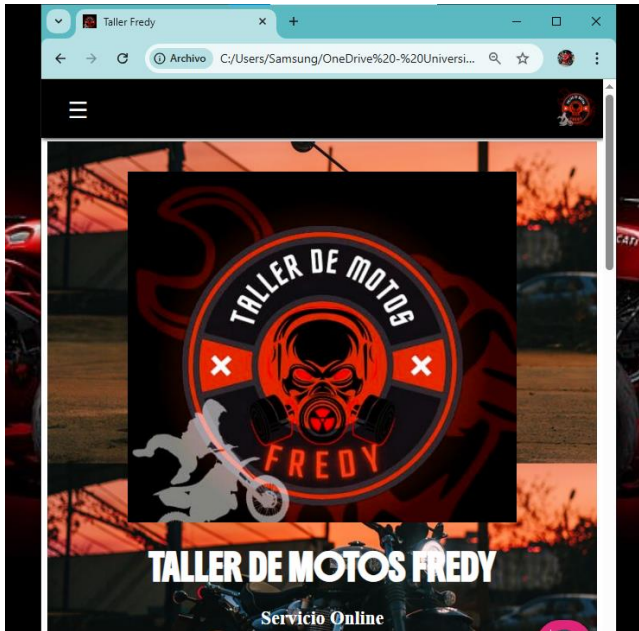 Taller Fredy
Archivo C:/Users/Samsung/OneDrive%20-%20Universi...
TALLER DE MOTOS
FREDY
TALLER DE MOTOS FREDY
Servicio Online